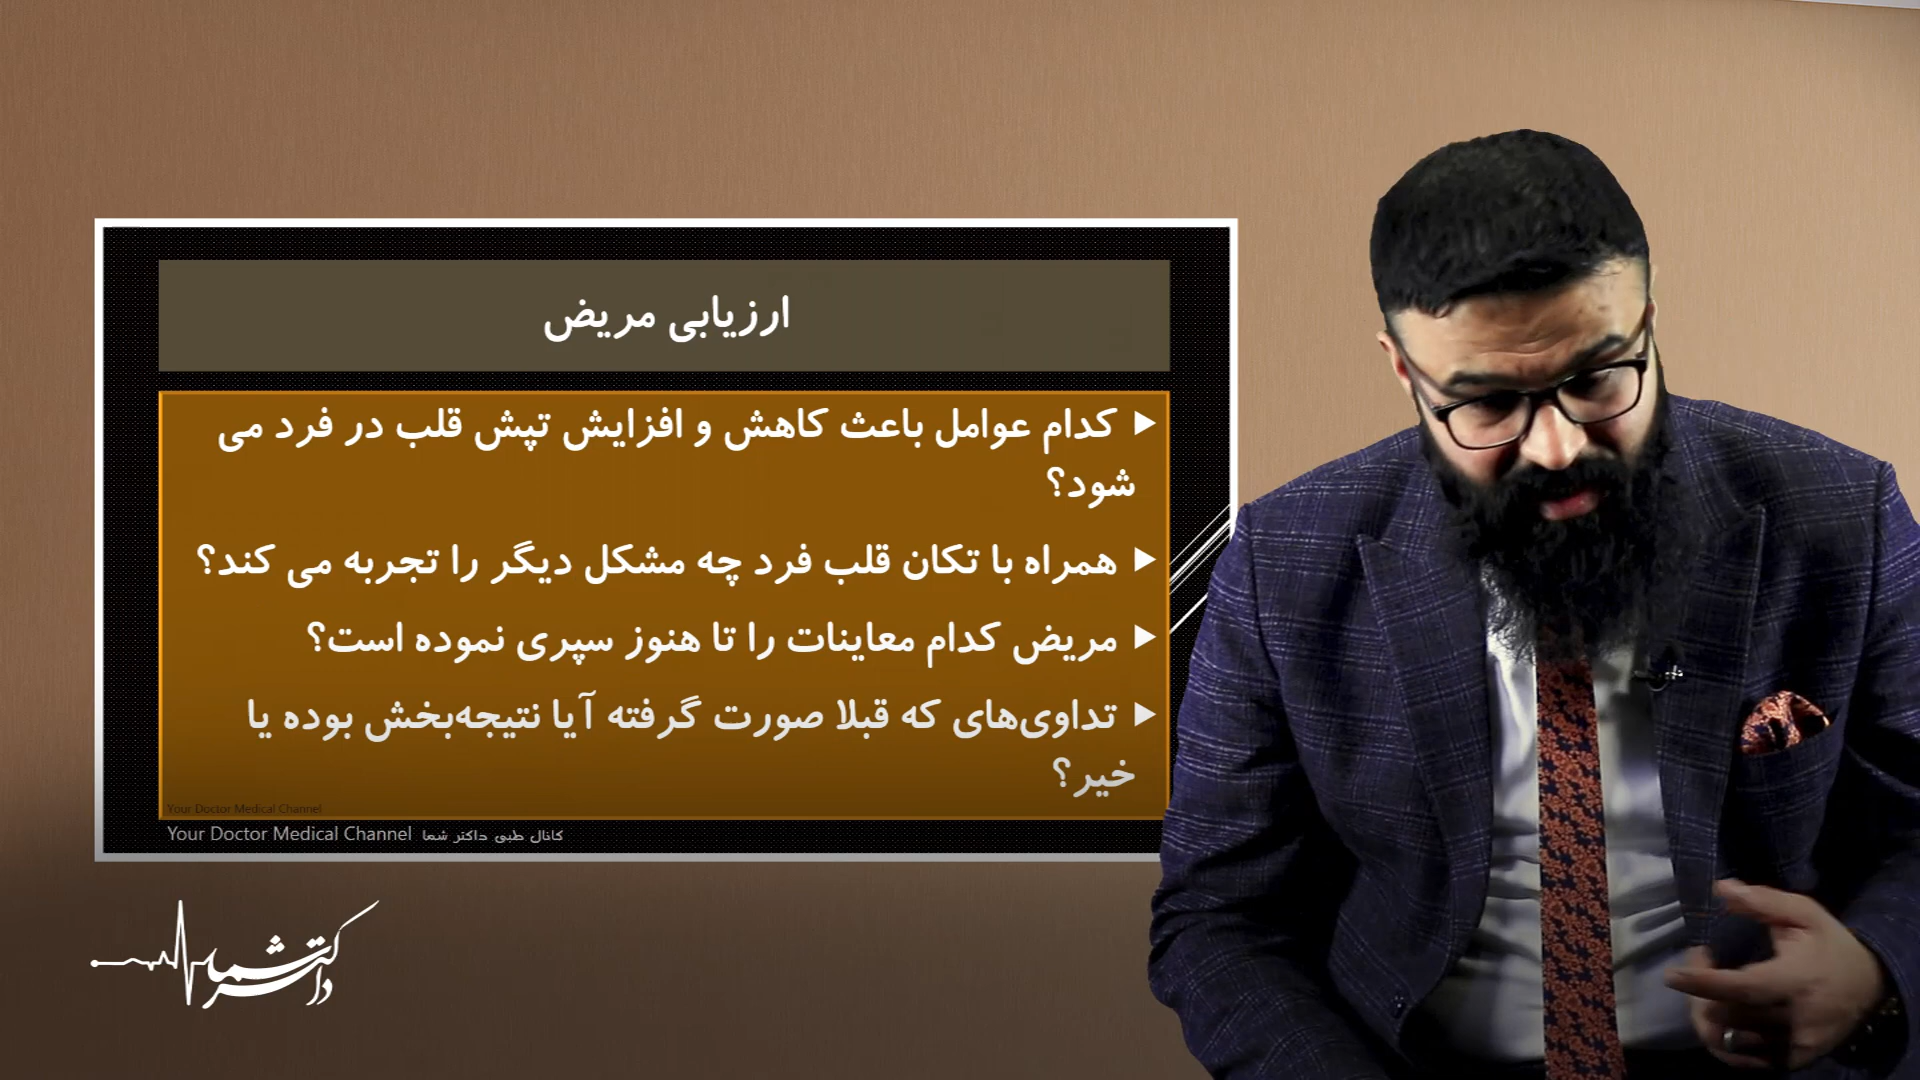 ارزیابی مریض
◄ کدام عوامل باعث کاهش و افزایش تپش قلب در فرد می
شود؟
◄ همراه با تکان قلب فرد چه مشکل دیگر را تجربه می کند؟
◄ مریض کدام معاینات را تا هنوز سپری نموده است؟
◄ تداوی‌های که قبلا صورت گرفته آیا نتیجه‌بخش بوده یا
خیر؟
Your Doctor Medical Channel
Your Doctor Medical Channel کانال طبی داکتر شما
داکتر شما